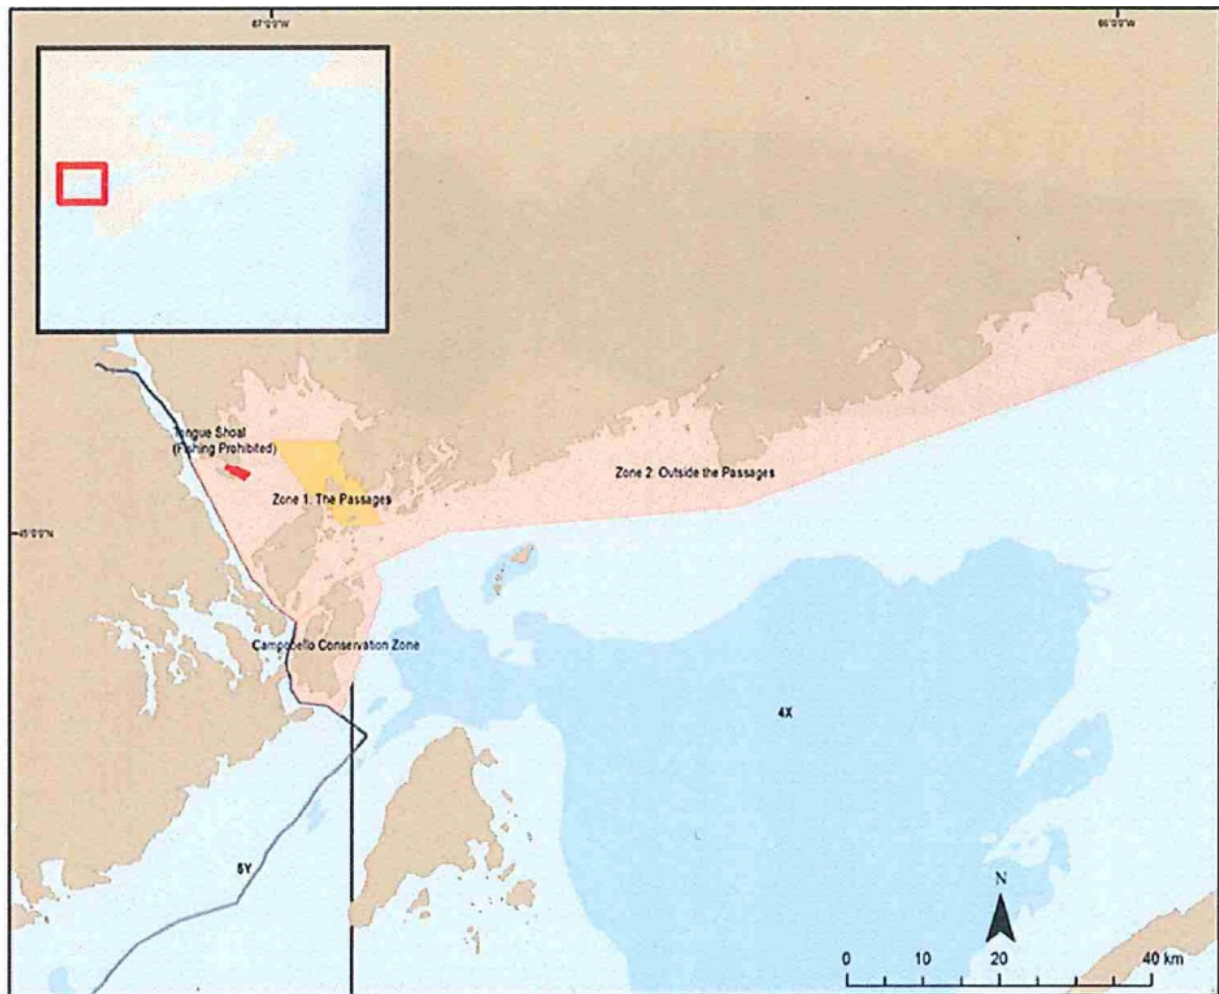 67°0'0"W
66°0'0"W
Tongue Shoal
(Fishing Prohibited)
Zone 2: Outside the Passages
Zone 1: The Passages
45°0'0"N
Campobello Conservation Zone
4X
5Y
N
0 10 20 40 km